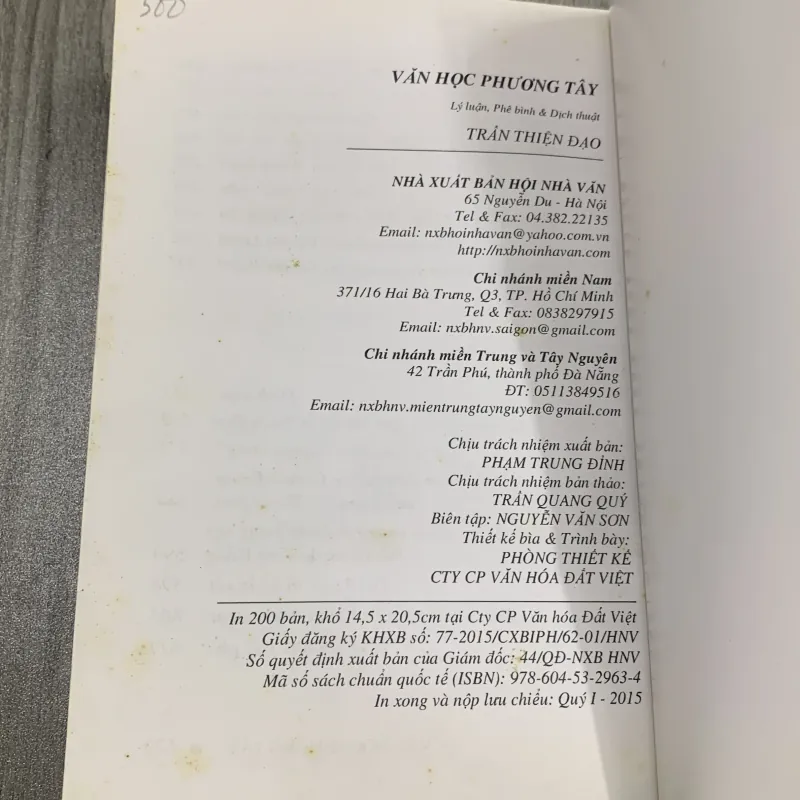 500
VĂN HỌC PHƯƠNG TÂY
Lý luận, Phê bình & Dịch thuật
TRẦN THIỆN ĐẠO
NHÀ XUẤT BẢN HỘI NHÀ VĂN
65 Nguyễn Du - Hà Nội
Tel & Fax: 04.382.22135
Email: nxbhoinhavan@yahoo.com.vn
http://nxbhoinhavan.com
Chi nhánh miền Nam
371/16 Hai Bà Trưng, Q3, TP. Hồ Chí Minh
Tel & Fax: 0838297915
Email: nxbhnv.saigon@gmail.com
Chi nhánh miền Trung và Tây Nguyên
42 Trần Phú, thành phố Đà Nẵng
ĐT: 05113849516
Email: nxbhnv.mientrungtaynguyen@gmail.com
Chịu trách nhiệm xuất bản:
PHẠM TRUNG ĐỈNH
Chịu trách nhiệm bản thảo:
TRẦN QUANG QUÝ
Biên tập: NGUYỄN VĂN SƠN
Thiết kế bìa & Trình bày:
PHÒNG THIẾT KẾ
CTY CP VĂN HÓA ĐẤT VIỆT
In 200 bản, khổ 14,5 x 20,5cm tại Cty CP Văn hóa Đất Việt
Giấy đăng ký KHXB số: 77-2015/CXBIPH/62-01/HNV
Số quyết định xuất bản của Giám đốc: 44/QĐ-NXB HNV
Mã số sách chuẩn quốc tế (ISBN): 978-604-53-2963-4
In xong và nộp lưu chiểu: Quý I - 2015